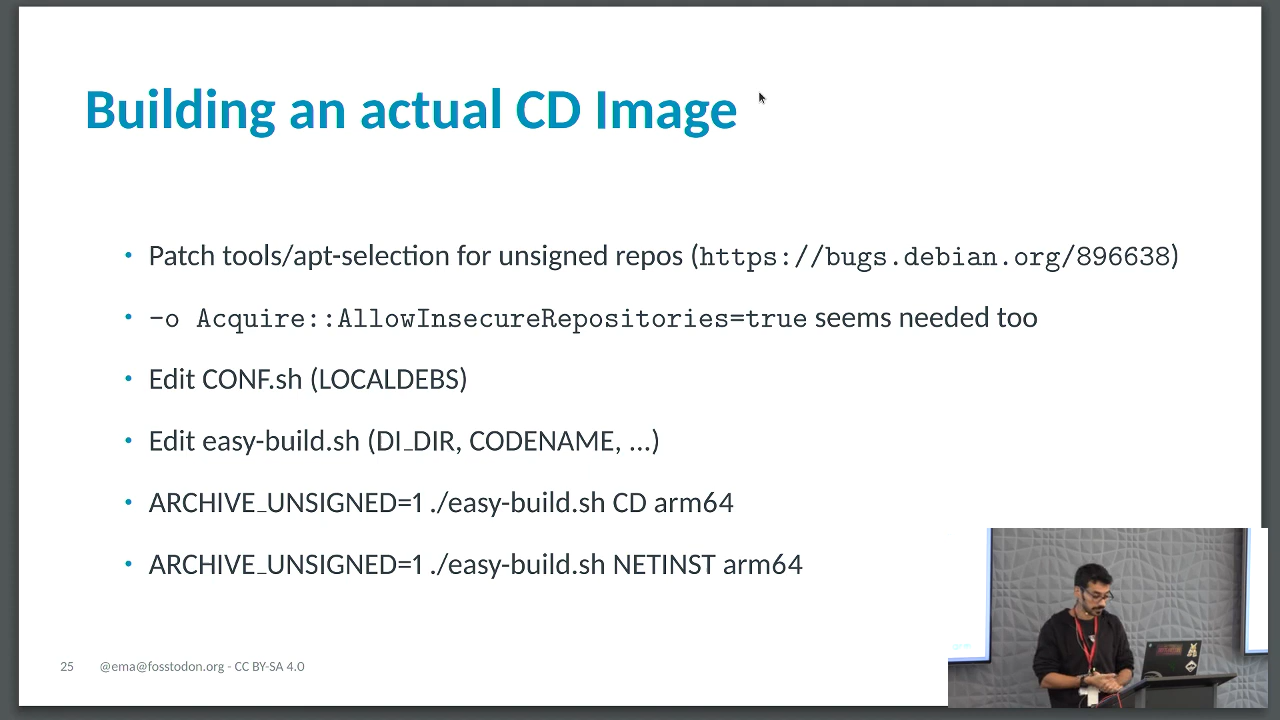 Building an actual CD Image
• Patch tools/apt-selection for unsigned repos (https://bugs.debian.org/896638)
• -o Acquire::AllowInsecureRepositories=true seems needed too
• Edit CONF.sh (LOCALDEBS)
• Edit easy-build.sh (DI_DIR, CODENAME, ...)
• ARCHIVE_UNSIGNED=1 ./easy-build.sh CD arm64
• ARCHIVE_UNSIGNED=1 ./easy-build.sh NETINST arm64
25 @ema@fosstodon.org - CC BY-SA 4.0